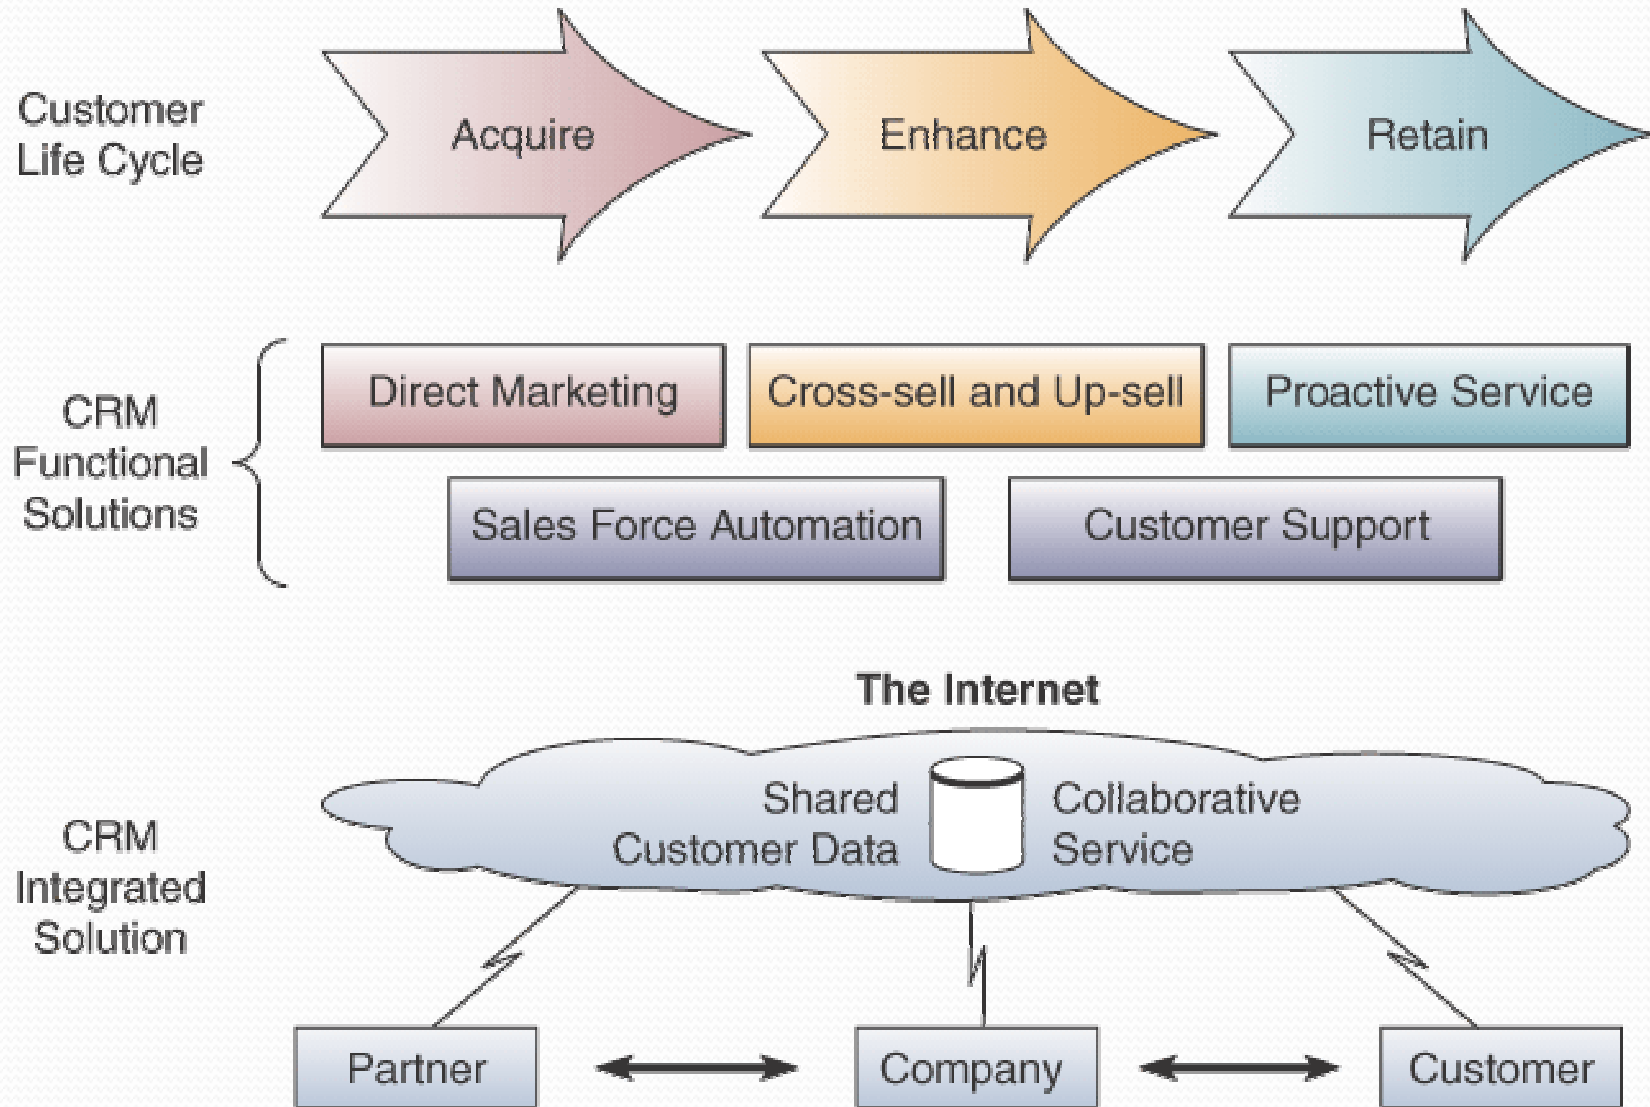 Customer
Life Cycle
Acquire
Enhance
Retain
CRM
Functional
Solutions
Direct Marketing
Cross-sell and Up-sell
Proactive Service
Sales Force Automation
Customer Support
The Internet
CRM
Integrated
Solution
Shared
Customer Data
Collaborative
Service
Partner
Company
Customer